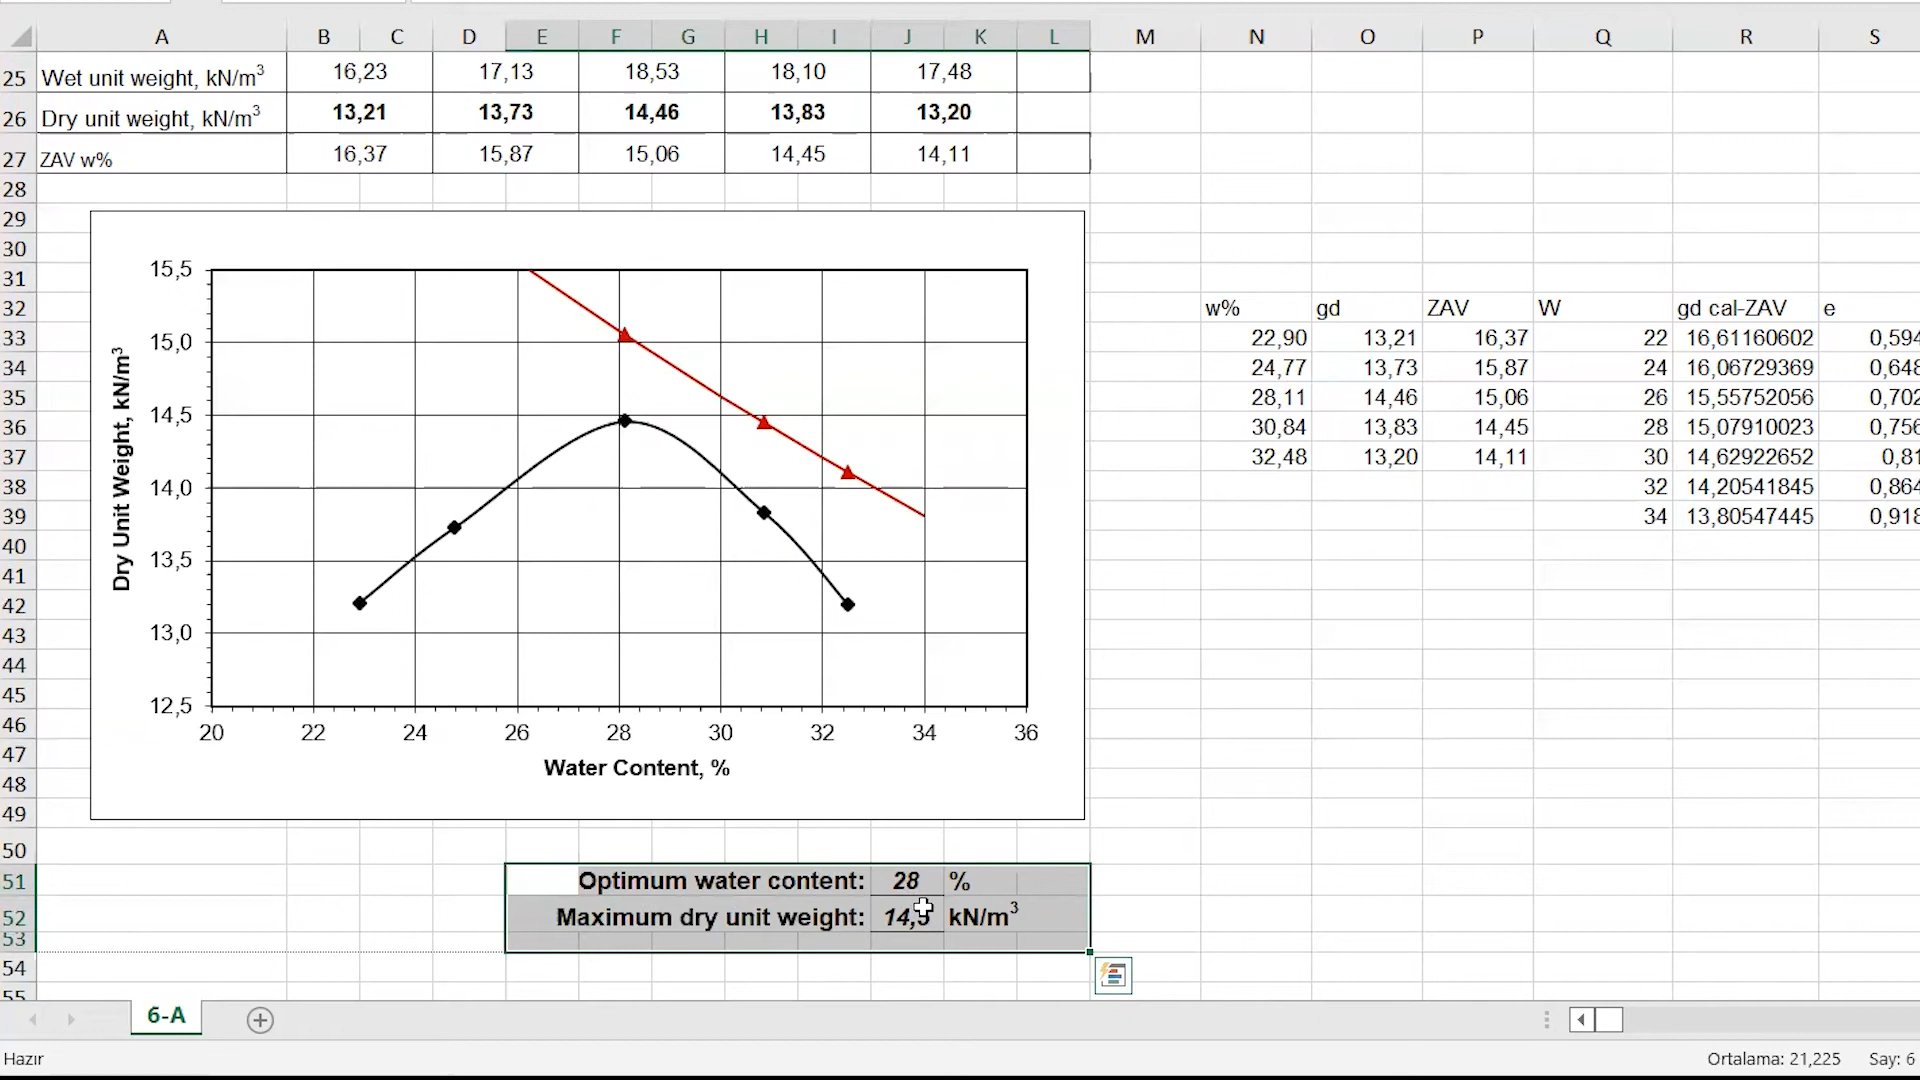 A B C D E F G H I J K L M N O P Q R S
25 Wet unit weight, kN/m³ 16,23 17,13 18,53 18,10 17,48
26 Dry unit weight, kN/m³ 13,21 13,73 14,46 13,83 13,20
27 ZAV w% 16,37 15,87 15,06 14,45 14,11
28
29
30
31
32 w% gd ZAV W gd cal-ZAV e
33 22,90 13,21 16,37 22 16,61160602 0,594
34 24,77 13,73 15,87 24 16,06729369 0,648
35 28,11 14,46 15,06 26 15,55752056 0,702
36 30,84 13,83 14,45 28 15,07910023 0,756
37 32,48 13,20 14,11 30 14,62922652 0,81
38 32 14,20541845 0,864
39 34 13,80547445 0,918
40
41
42
43
44
45
46
47
48
49
Dry Unit Weight, kN/m³
15,5
15,0
14,5
14,0
13,5
13,0
12,5
20 22 24 26 28 30 32 34 36
Water Content, %
50
51 Optimum water content: 28 %
52 Maximum dry unit weight: 14,5 kN/m³
53
54
55
6-A
Hazır Ortalama: 21,225 Say: 6